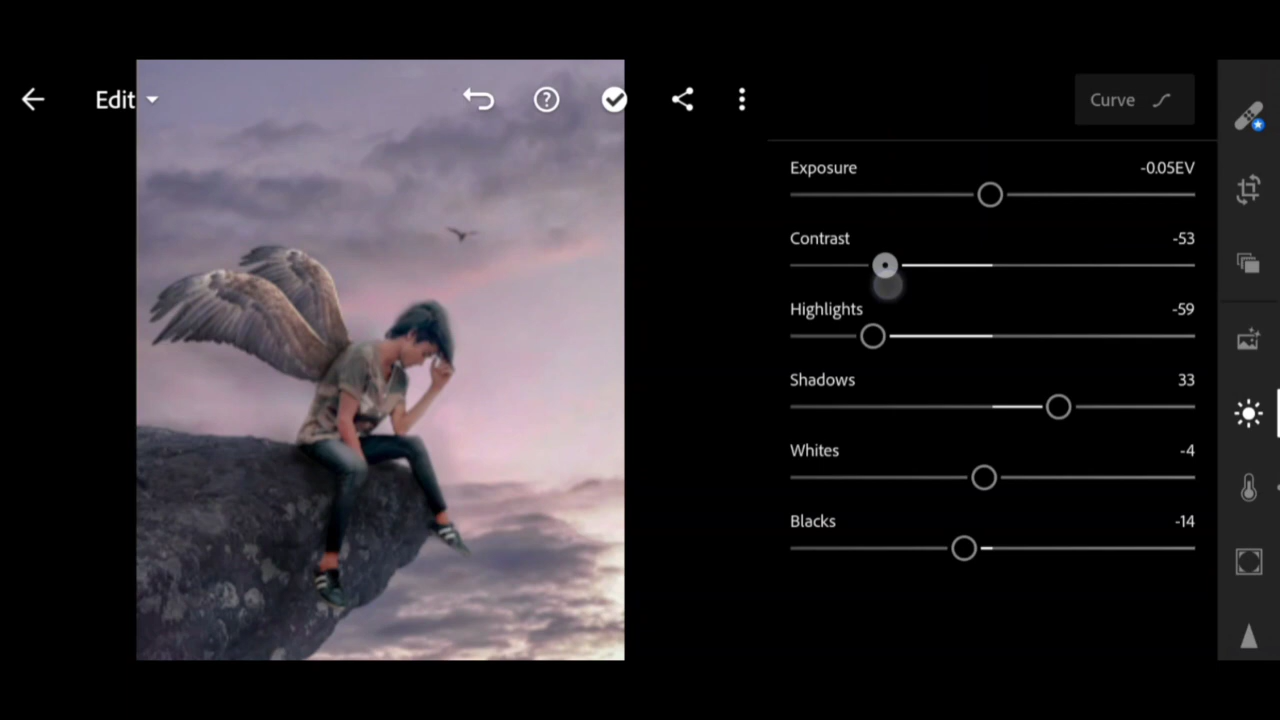 Edit
Curve
Exposure -0.05EV
Contrast -53
Highlights -59
Shadows 33
Whites -4
Blacks -14